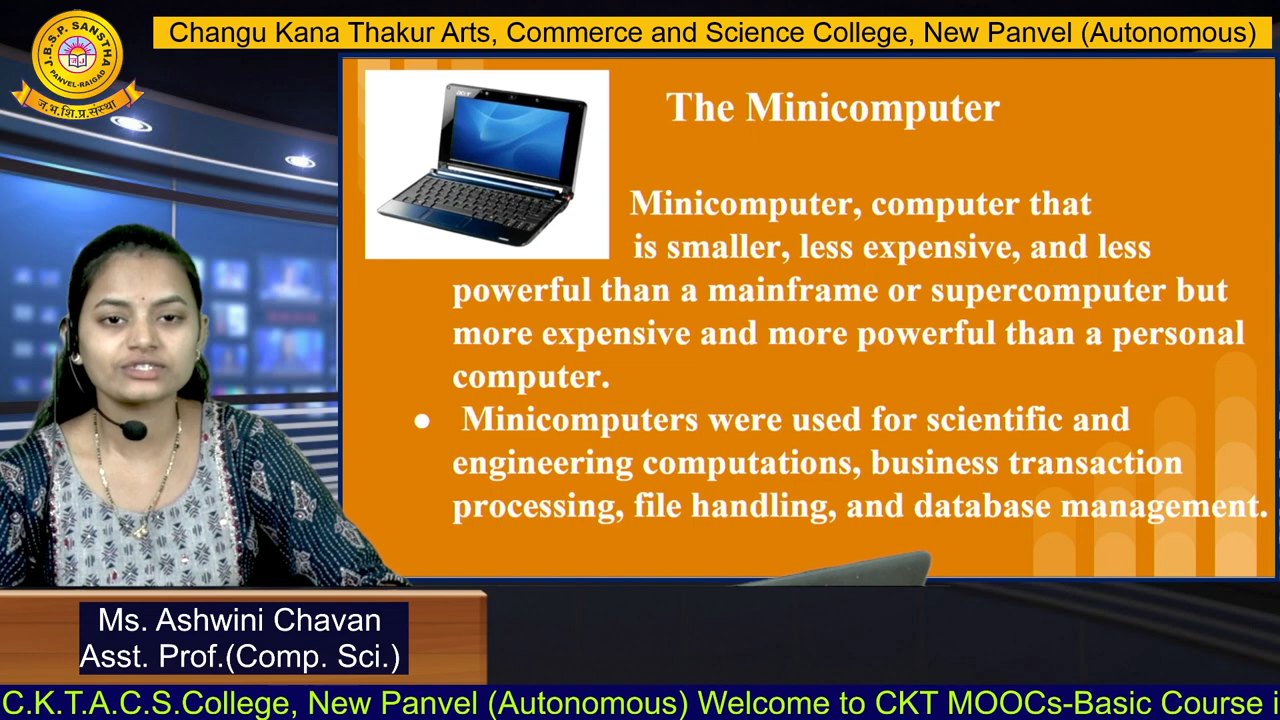 Changu Kana Thakur Arts, Commerce and Science College, New Panvel (Autonomous)
J.B.S.P. SANSTHA
PANVEL-RAIGAD
ज.भ.शि.प्र.संस्था
acer
The Minicomputer
Minicomputer, computer that
is smaller, less expensive, and less
powerful than a mainframe or supercomputer but
more expensive and more powerful than a personal
computer.
● Minicomputers were used for scientific and
engineering computations, business transaction
processing, file handling, and database management.
Ms. Ashwini Chavan
Asst. Prof.(Comp. Sci.)
C.K.T.A.C.S.College, New Panvel (Autonomous) Welcome to CKT MOOCs-Basic Course i